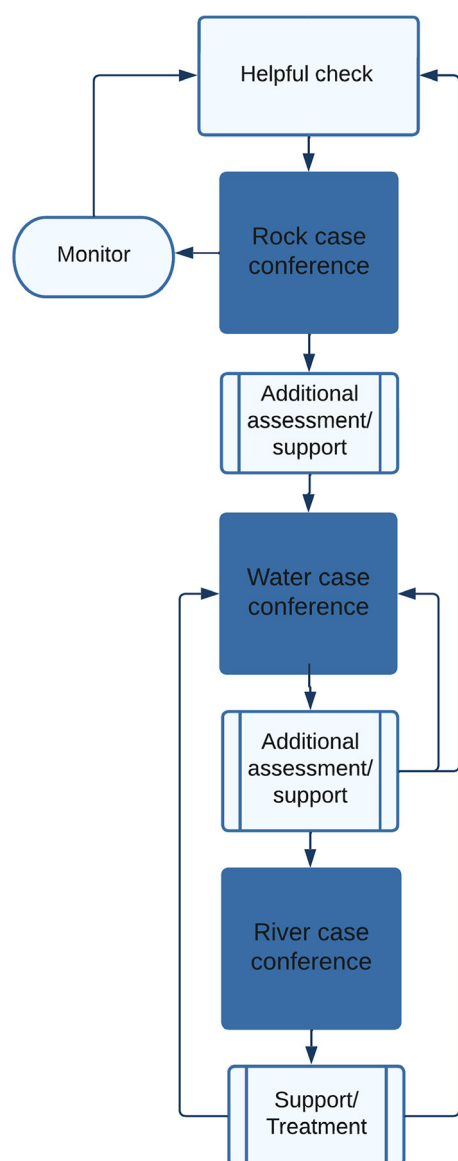 Helpful check
Rock case
conference
Monitor
Additional
assessment/
support
Water case
conference
Additional
assessment/
support
River case
conference
Support/
Treatment